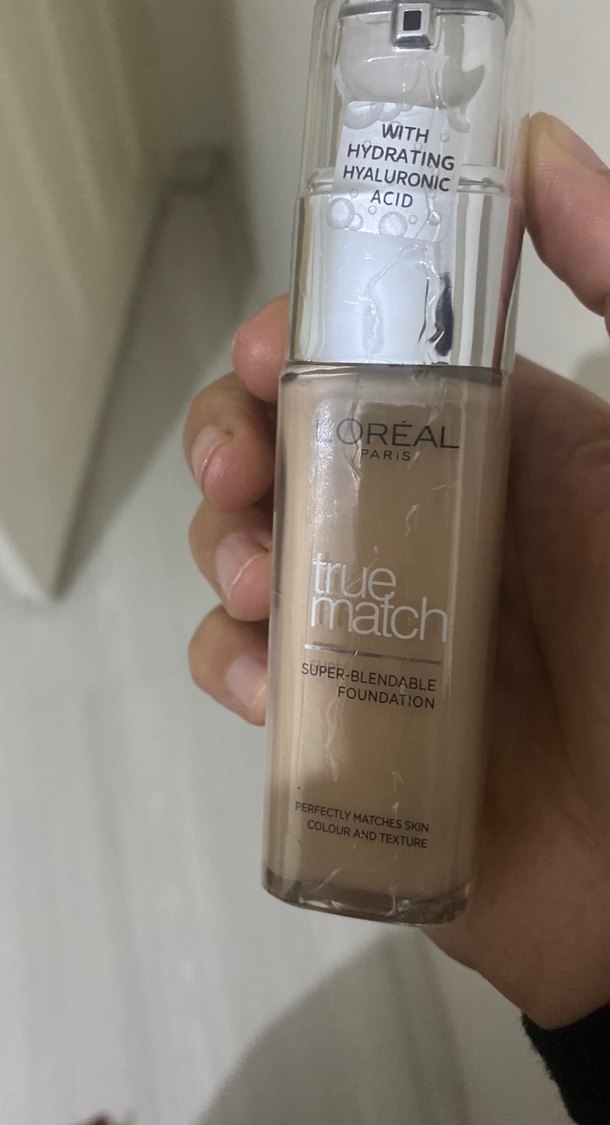 WITH
HYDRATING
HYALURONIC
ACID
L'ORÉAL
PARiS
true
match
SUPER-BLENDABLE
FOUNDATION
PERFECTLY MATCHES SKIN
COLOUR AND TEXTURE